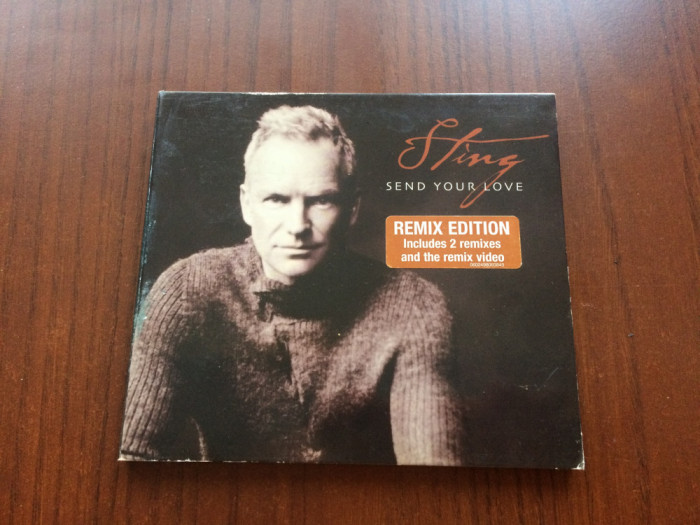 Sting
SEND YOUR LOVE
REMIX EDITION
Includes 2 remixes
and the remix video